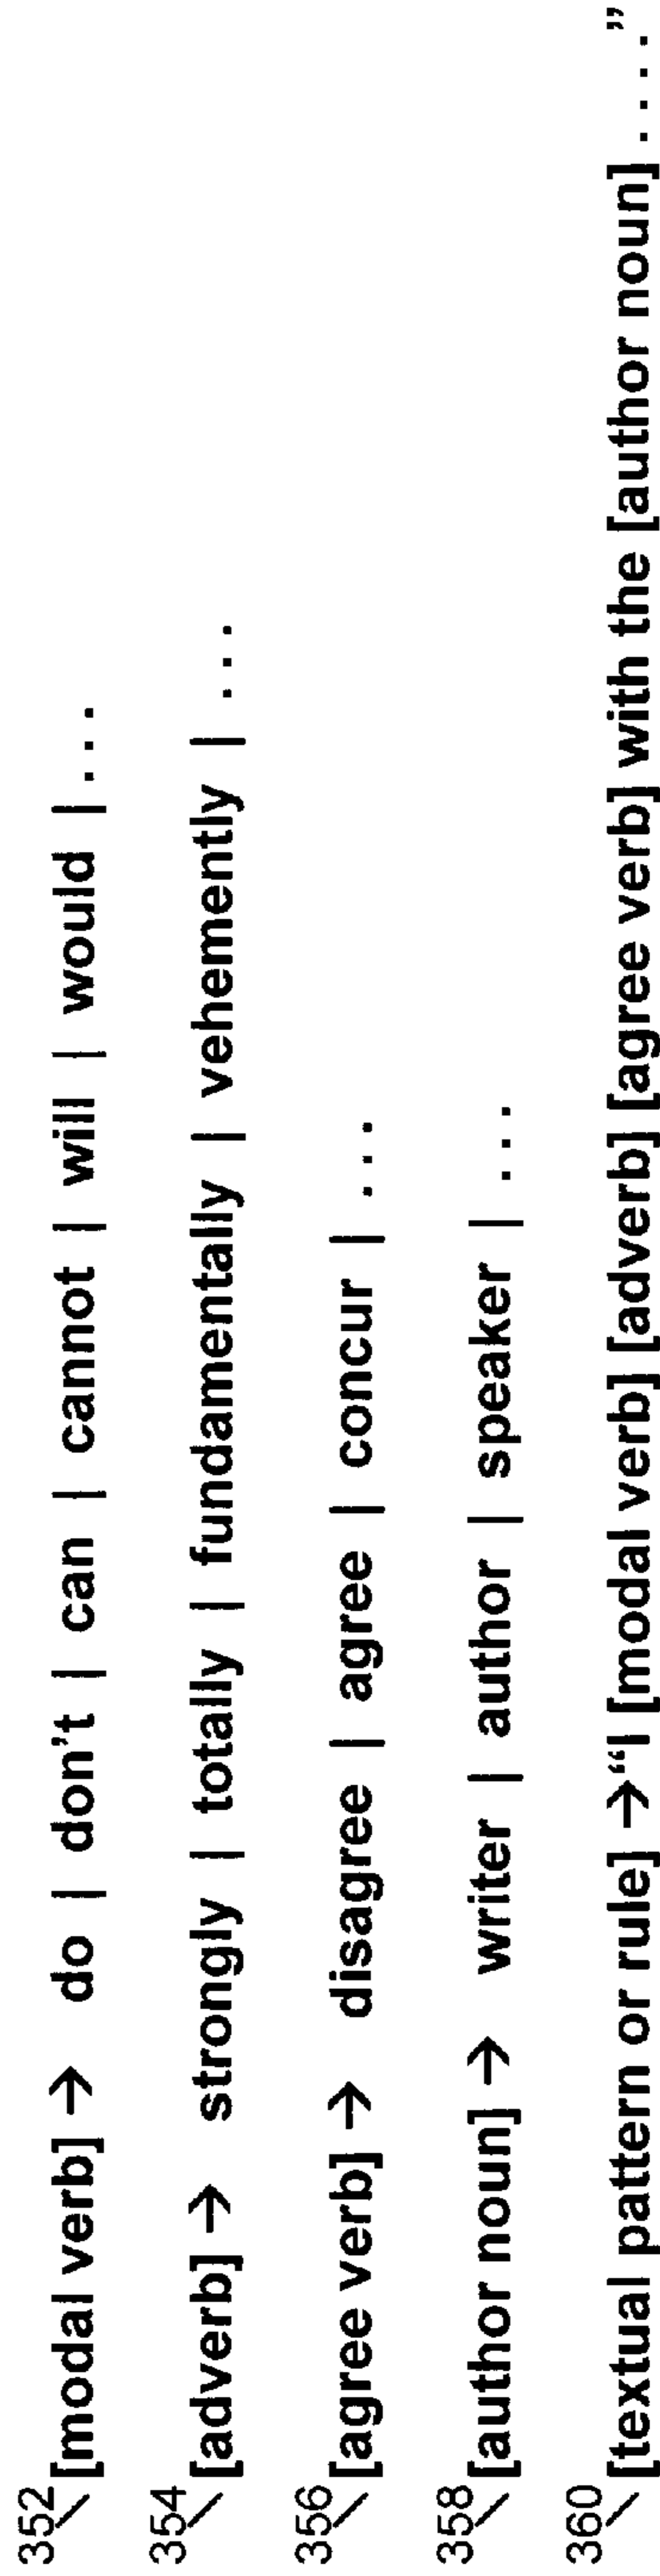 352 [modal verb] → do | don't | can | cannot | will | would | . . .
354 [adverb] → strongly | totally | fundamentally | vehemently | . . .
356 [agree verb] → disagree | agree | concur | . . .
358 [author noun] → writer | author | speaker | . . .
360 [textual pattern or rule] → “I [modal verb] [adverb] [agree verb] with the [author noun] . . . .”